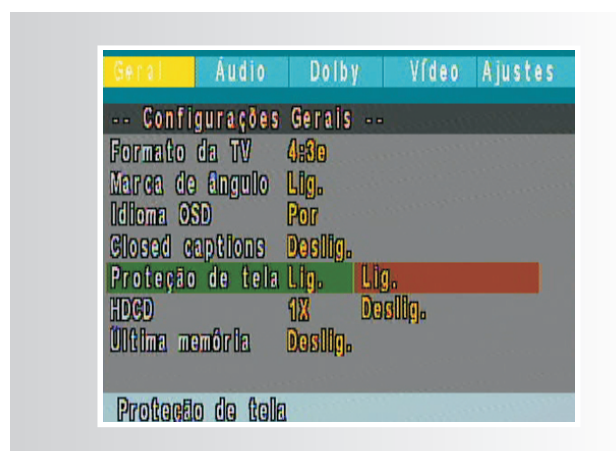 Geral Áudio Dolby Vídeo Ajustes
-- Configurações Gerais --
Formato da TV 4:3e
Marca de ângulo Lig.
Idioma OSD Por
Closed captions Deslig.
Proteção de tela Lig. Lig.
HDCD 1X Deslig.
Última memória Deslig.
Proteção de tela